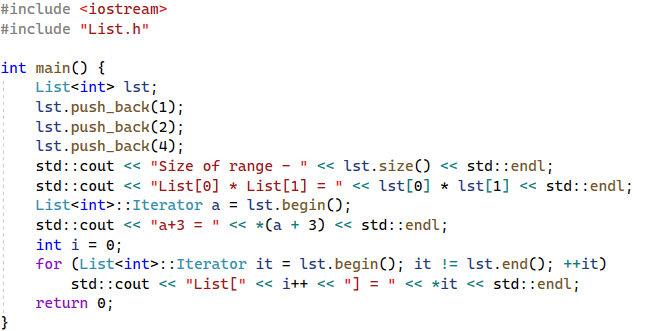 #include <iostream>
#include "List.h"
int main() {
List<int> lst;
lst.push_back(1);
lst.push_back(2);
lst.push_back(4);
std::cout << "Size of range - " << lst.size() << std::endl;
std::cout << "List[0] * List[1] = " << lst[0] * lst[1] << std::endl;
List<int>::Iterator a = lst.begin();
std::cout << "a+3 = " << *(a + 3) << std::endl;
int i = 0;
for (List<int>::Iterator it = lst.begin(); it != lst.end(); ++it)
std::cout << "List[" << i++ << "] = " << *it << std::endl;
return 0;
}